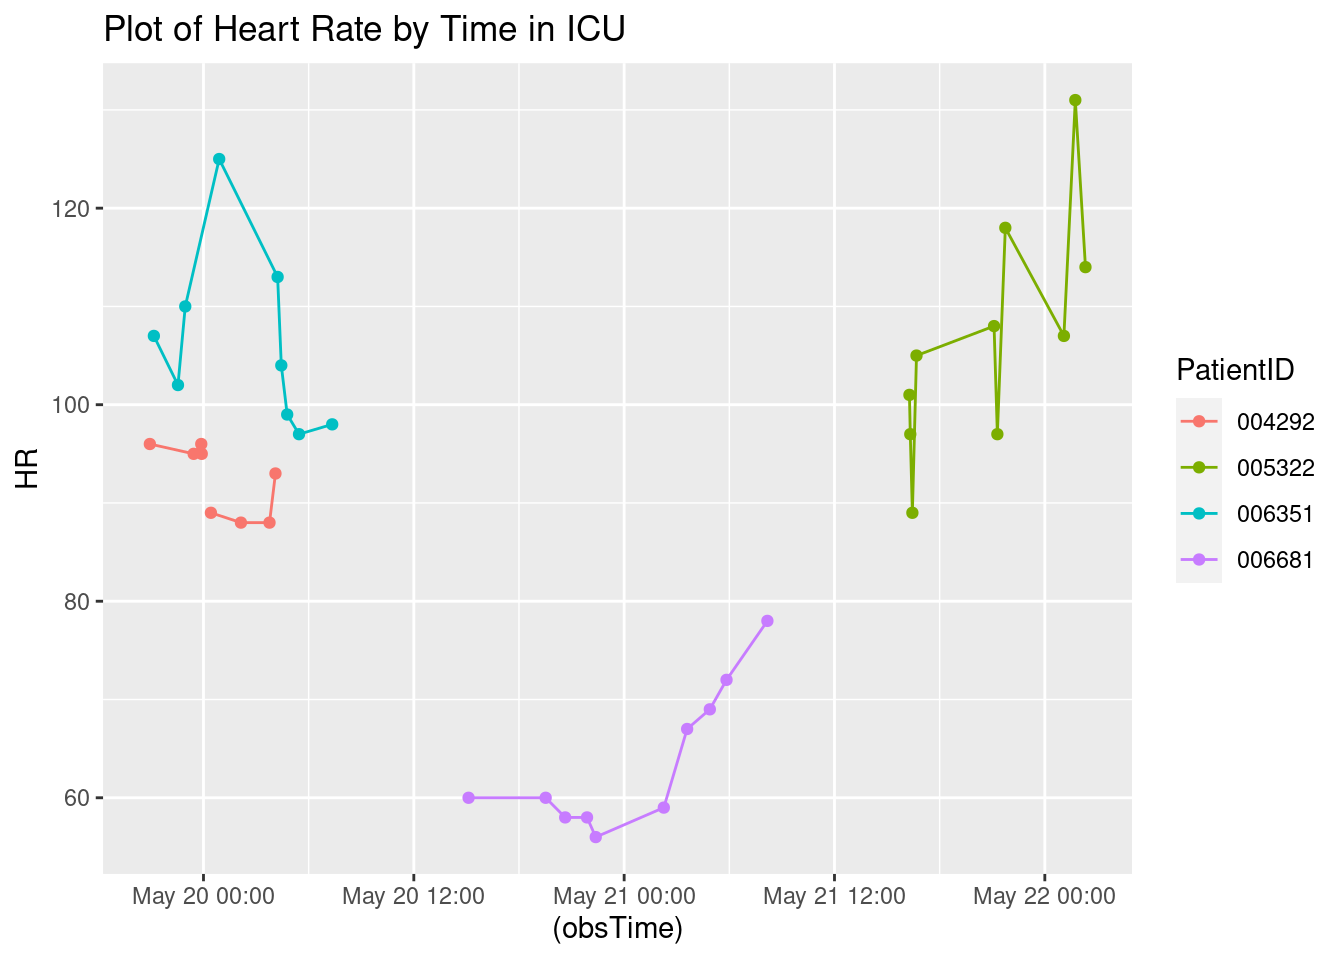 Plot of Heart Rate by Time in ICU
HR
120
100
80
60
May 20 00:00
May 20 12:00
May 21 00:00
May 21 12:00
May 22 00:00
(obsTime)
PatientID
004292
005322
006351
006681